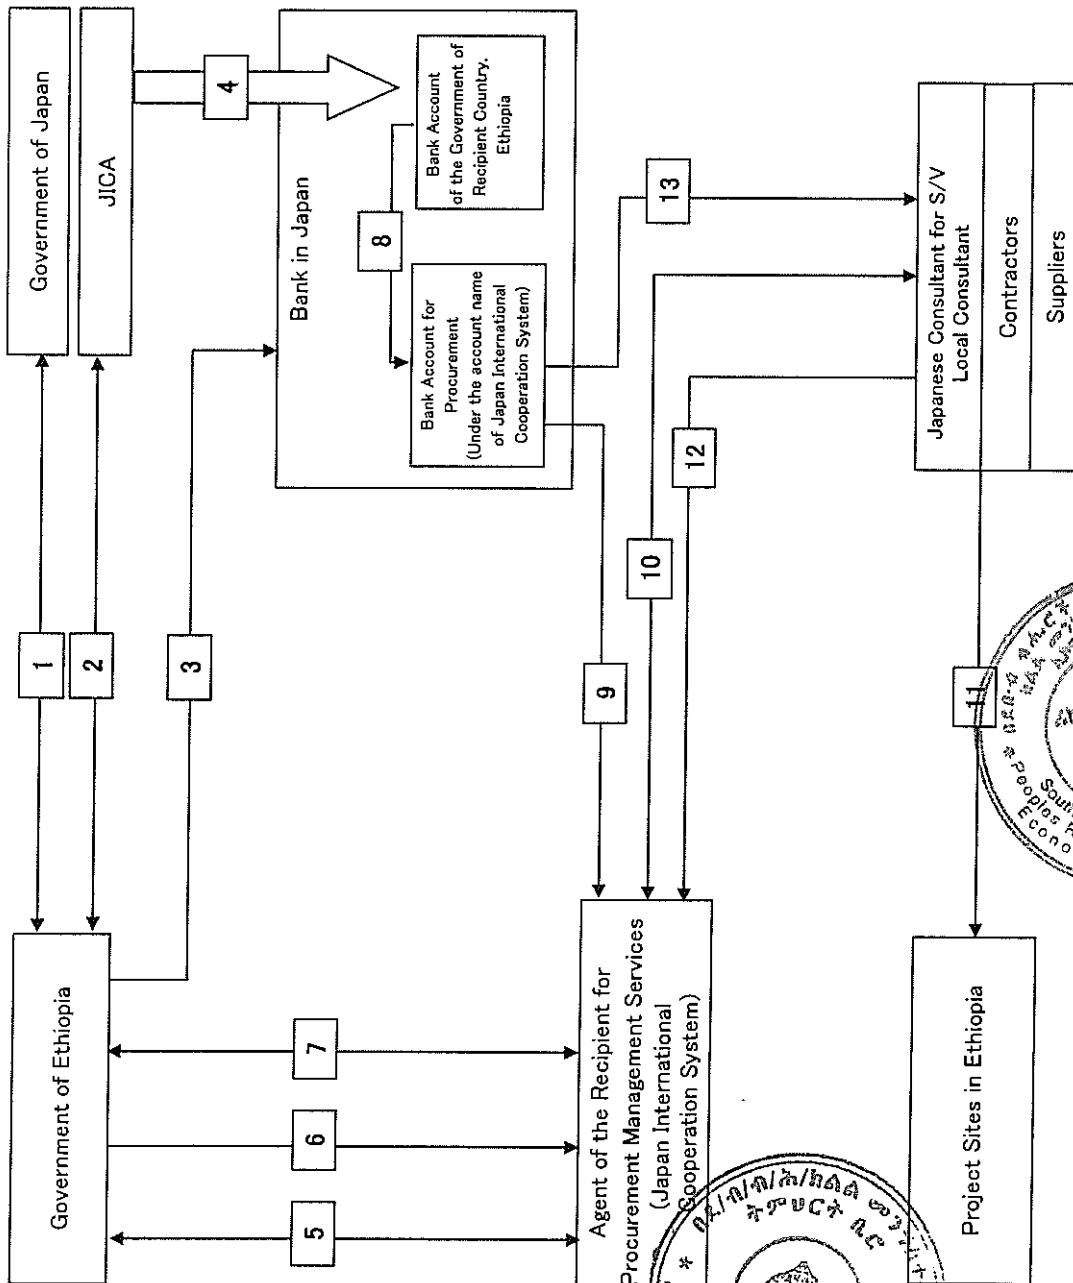 Government of Japan
JICA
4
Bank in Japan
Bank Account
of the Government of
Recipient Country,
Ethiopia
8
Bank Account for
Procurement
(Under the account name
of Japan International
Cooperation System)
13
Japanese Consultant for S/V
Local Consultant
Contractors
Suppliers
1
2
3
9
10
12
11
Government of Ethiopia
5
6
7
Agent of the Recipient for
Procurement Management Services
(Japan International
Cooperation System)
Project Sites in Ethiopia
ትምህርት ቢሮ
Peoples